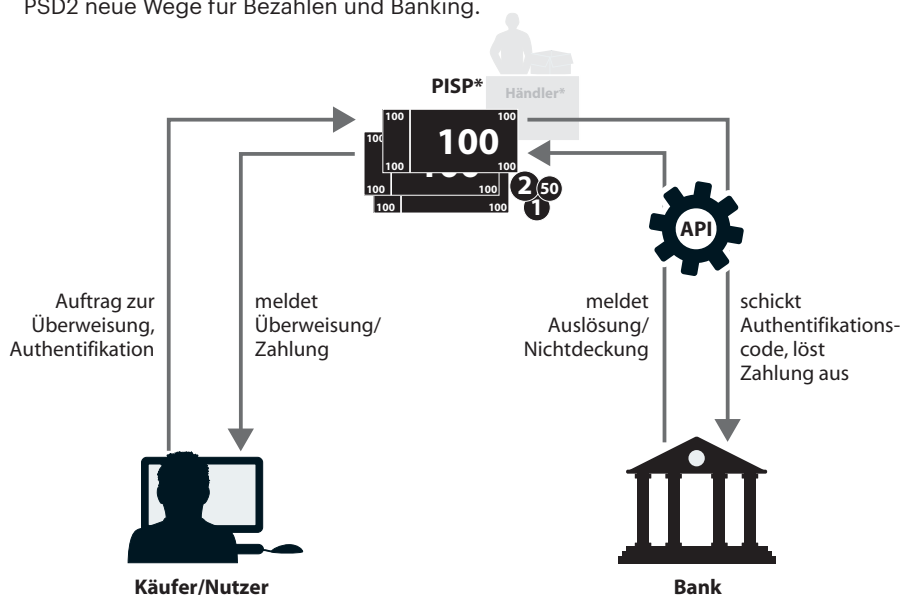 PSD2 neue Wege für Bezahlen und Banking.
PISP*
Händler*
100 100
100
100 100
100
100
100 100
100 100
2 50
1
API
Auftrag zur
Überweisung,
Authentifikation
meldet
Überweisung/
Zahlung
meldet
Auslösung/
Nichtdeckung
schickt
Authentifikations-
code, löst
Zahlung aus
Käufer/Nutzer
Bank